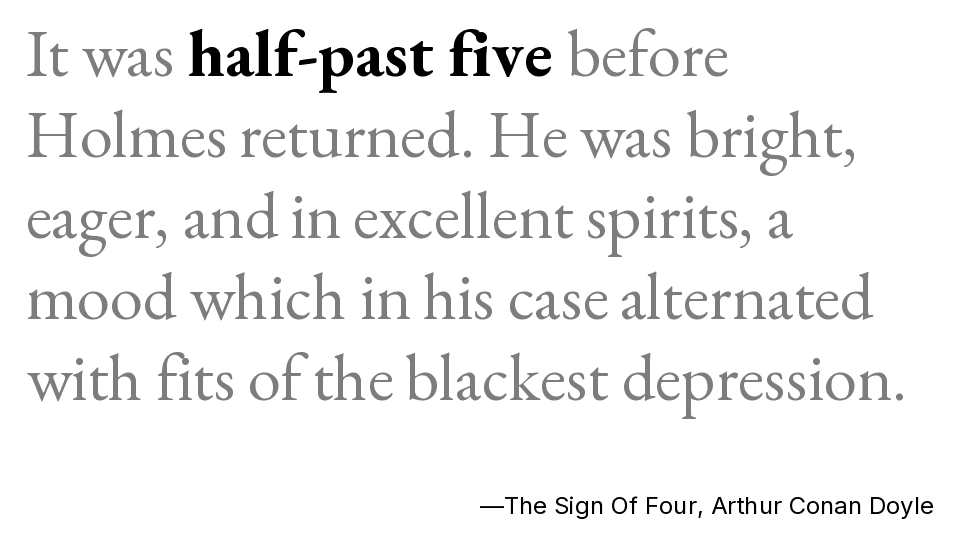 It was half-past five before
Holmes returned. He was bright,
eager, and in excellent spirits, a
mood which in his case alternated
with fits of the blackest depression.
—The Sign Of Four, Arthur Conan Doyle